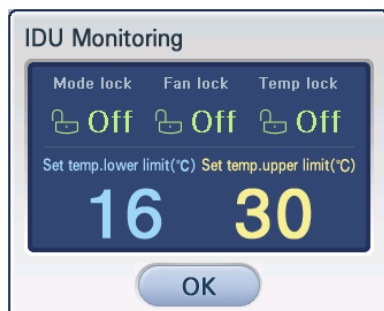 IDU Monitoring
Mode lock Fan lock Temp lock
Off Off Off
Set temp.lower limit(℃) Set temp.upper limit(℃)
16 30
OK